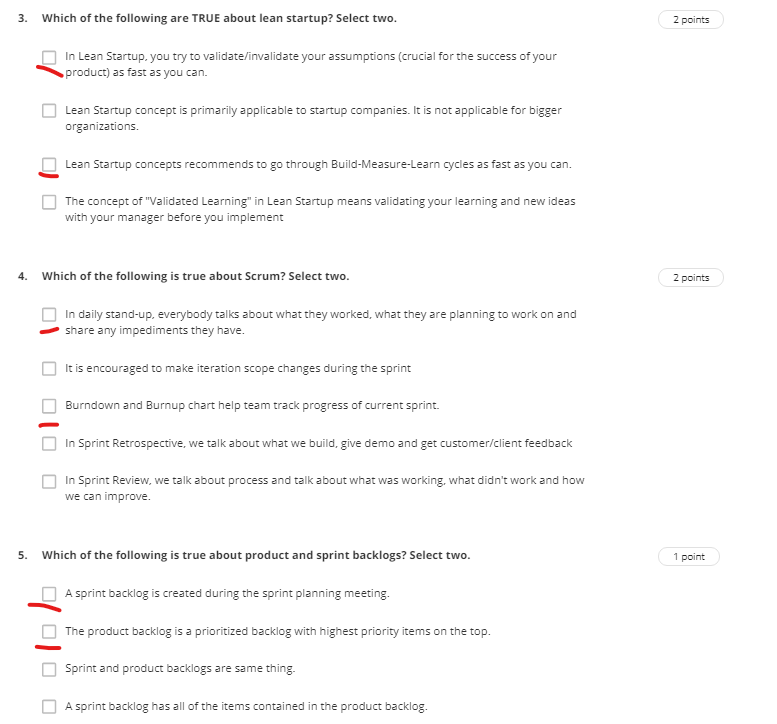 3. Which of the following are TRUE about lean startup? Select two. 2 points
In Lean Startup, you try to validate/invalidate your assumptions (crucial for the success of your
product) as fast as you can.
Lean Startup concept is primarily applicable to startup companies. It is not applicable for bigger
organizations.
Lean Startup concepts recommends to go through Build-Measure-Learn cycles as fast as you can.
The concept of "Validated Learning" in Lean Startup means validating your learning and new ideas
with your manager before you implement
4. Which of the following is true about Scrum? Select two. 2 points
In daily stand-up, everybody talks about what they worked, what they are planning to work on and
share any impediments they have.
It is encouraged to make iteration scope changes during the sprint
Burndown and Burnup chart help team track progress of current sprint.
In Sprint Retrospective, we talk about what we build, give demo and get customer/client feedback
In Sprint Review, we talk about process and talk about what was working, what didn't work and how
we can improve.
5. Which of the following is true about product and sprint backlogs? Select two. 1 point
A sprint backlog is created during the sprint planning meeting.
The product backlog is a prioritized backlog with highest priority items on the top.
Sprint and product backlogs are same thing.
A sprint backlog has all of the items contained in the product backlog.